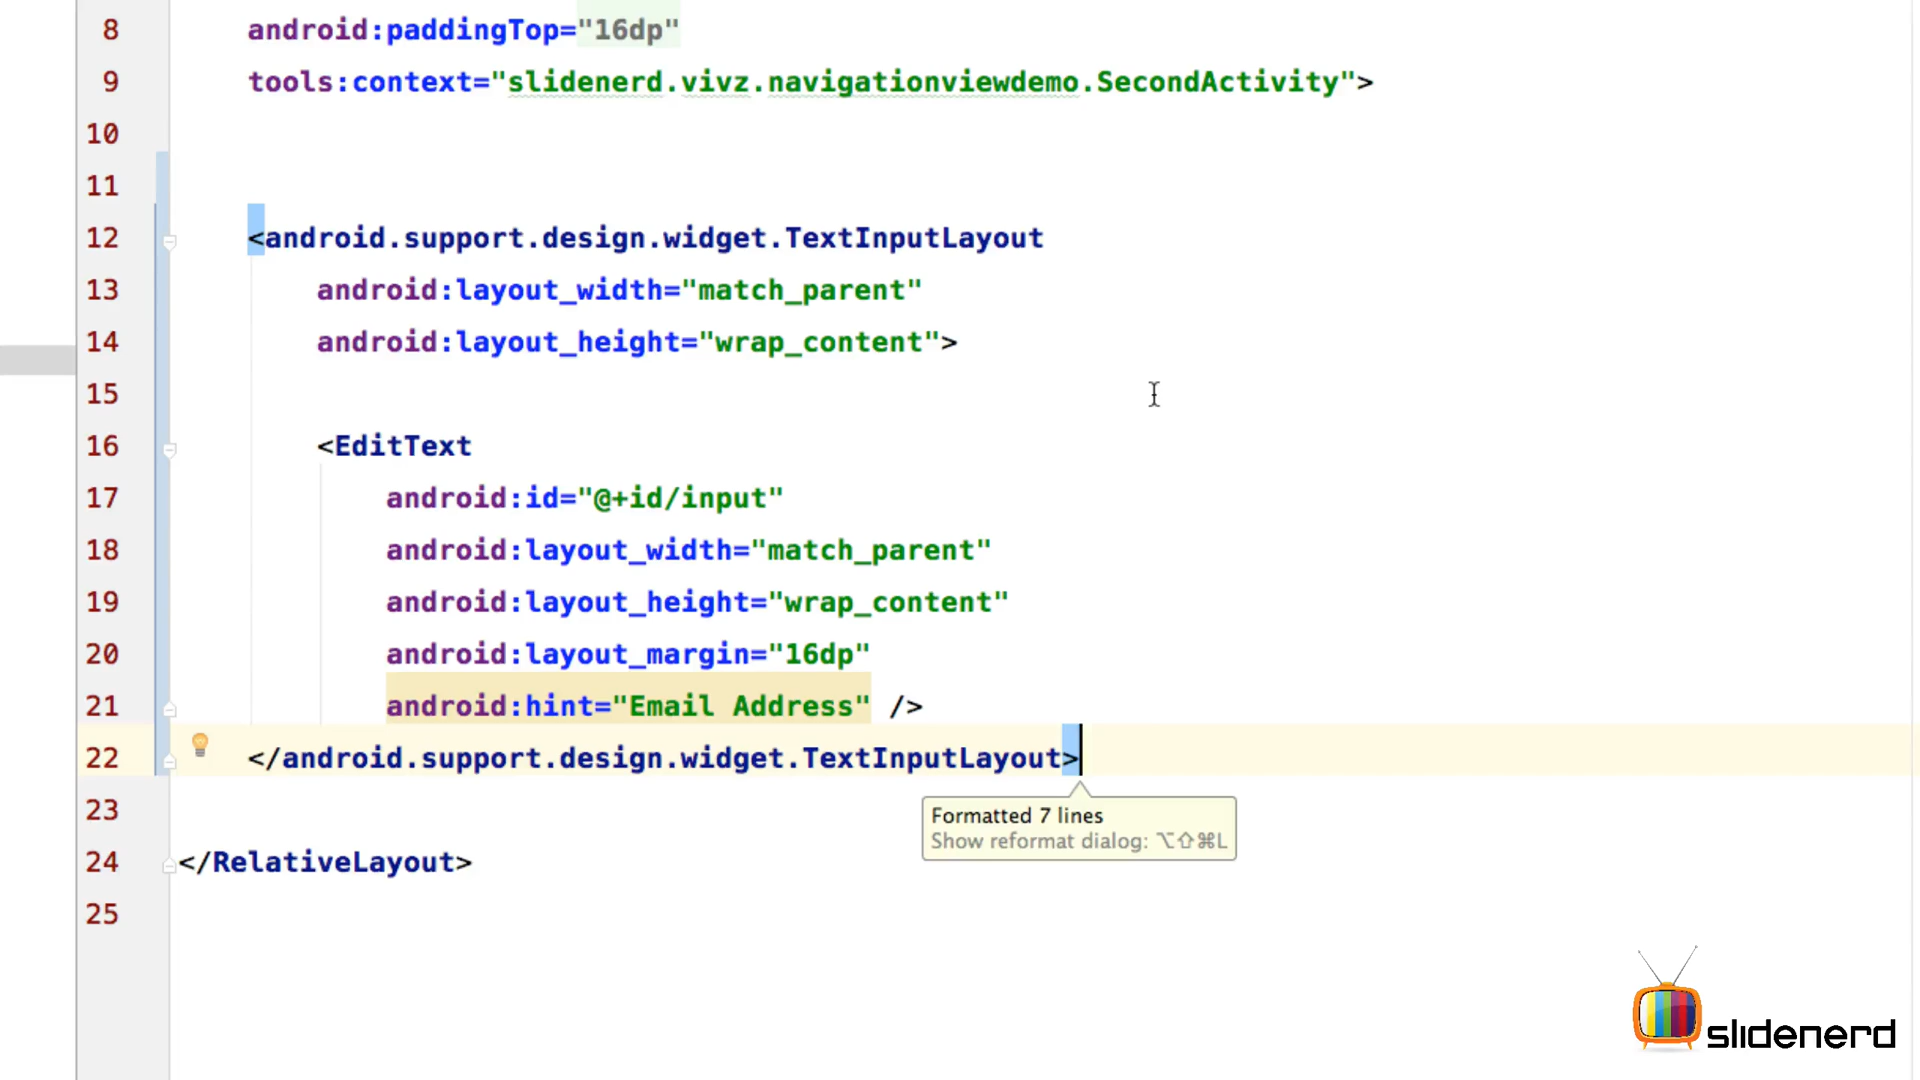 8 android:paddingTop="16dp"
9 tools:context="slidenerd.vivz.navigationviewdemo.SecondActivity">
10
11
12 <android.support.design.widget.TextInputLayout
13 android:layout_width="match_parent"
14 android:layout_height="wrap_content">
15
16 <EditText
17 android:id="@+id/input"
18 android:layout_width="match_parent"
19 android:layout_height="wrap_content"
20 android:layout_margin="16dp"
21 android:hint="Email Address" />
22 </android.support.design.widget.TextInputLayout>
23
Formatted 7 lines
Show reformat dialog: ⌥⇧⌘L
24 </RelativeLayout>
25
slidenerd